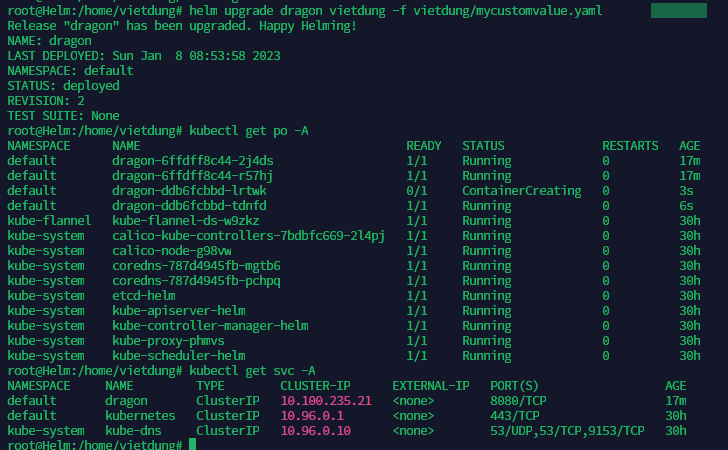 root@Helm:/home/vietdung# helm upgrade dragon vietdung -f vietdung/mycustomvalue.yaml
Release "dragon" has been upgraded. Happy Helming!
NAME: dragon
LAST DEPLOYED: Sun Jan  8 08:53:58 2023
NAMESPACE: default
STATUS: deployed
REVISION: 2
TEST SUITE: None
root@Helm:/home/vietdung# kubectl get po -A
NAMESPACE NAME READY STATUS RESTARTS AGE
default dragon-6ffdff8c44-2j4ds 1/1 Running 0 17m
default dragon-6ffdff8c44-r57hj 1/1 Running 0 17m
default dragon-ddb6fcbbd-lrtwk 0/1 ContainerCreating 0 3s
default dragon-ddb6fcbbd-tdnfd 1/1 Running 0 6s
kube-flannel kube-flannel-ds-w9zkz 1/1 Running 0 30h
kube-system calico-kube-controllers-7bdbfc669-2l4pj 1/1 Running 0 30h
kube-system calico-node-g98vw 1/1 Running 0 30h
kube-system coredns-787d4945fb-mgtb6 1/1 Running 0 30h
kube-system coredns-787d4945fb-pchpq 1/1 Running 0 30h
kube-system etcd-helm 1/1 Running 0 30h
kube-system kube-apiserver-helm 1/1 Running 0 30h
kube-system kube-controller-manager-helm 1/1 Running 0 30h
kube-system kube-proxy-phmvs 1/1 Running 0 30h
kube-system kube-scheduler-helm 1/1 Running 0 30h
root@Helm:/home/vietdung# kubectl get svc -A
NAMESPACE NAME TYPE CLUSTER-IP EXTERNAL-IP PORT(S) AGE
default dragon ClusterIP 10.100.235.21 <none> 8080/TCP 17m
default kubernetes ClusterIP 10.96.0.1 <none> 443/TCP 30h
kube-system kube-dns ClusterIP 10.96.0.10 <none> 53/UDP,53/TCP,9153/TCP 30h
root@Helm:/home/vietdung#